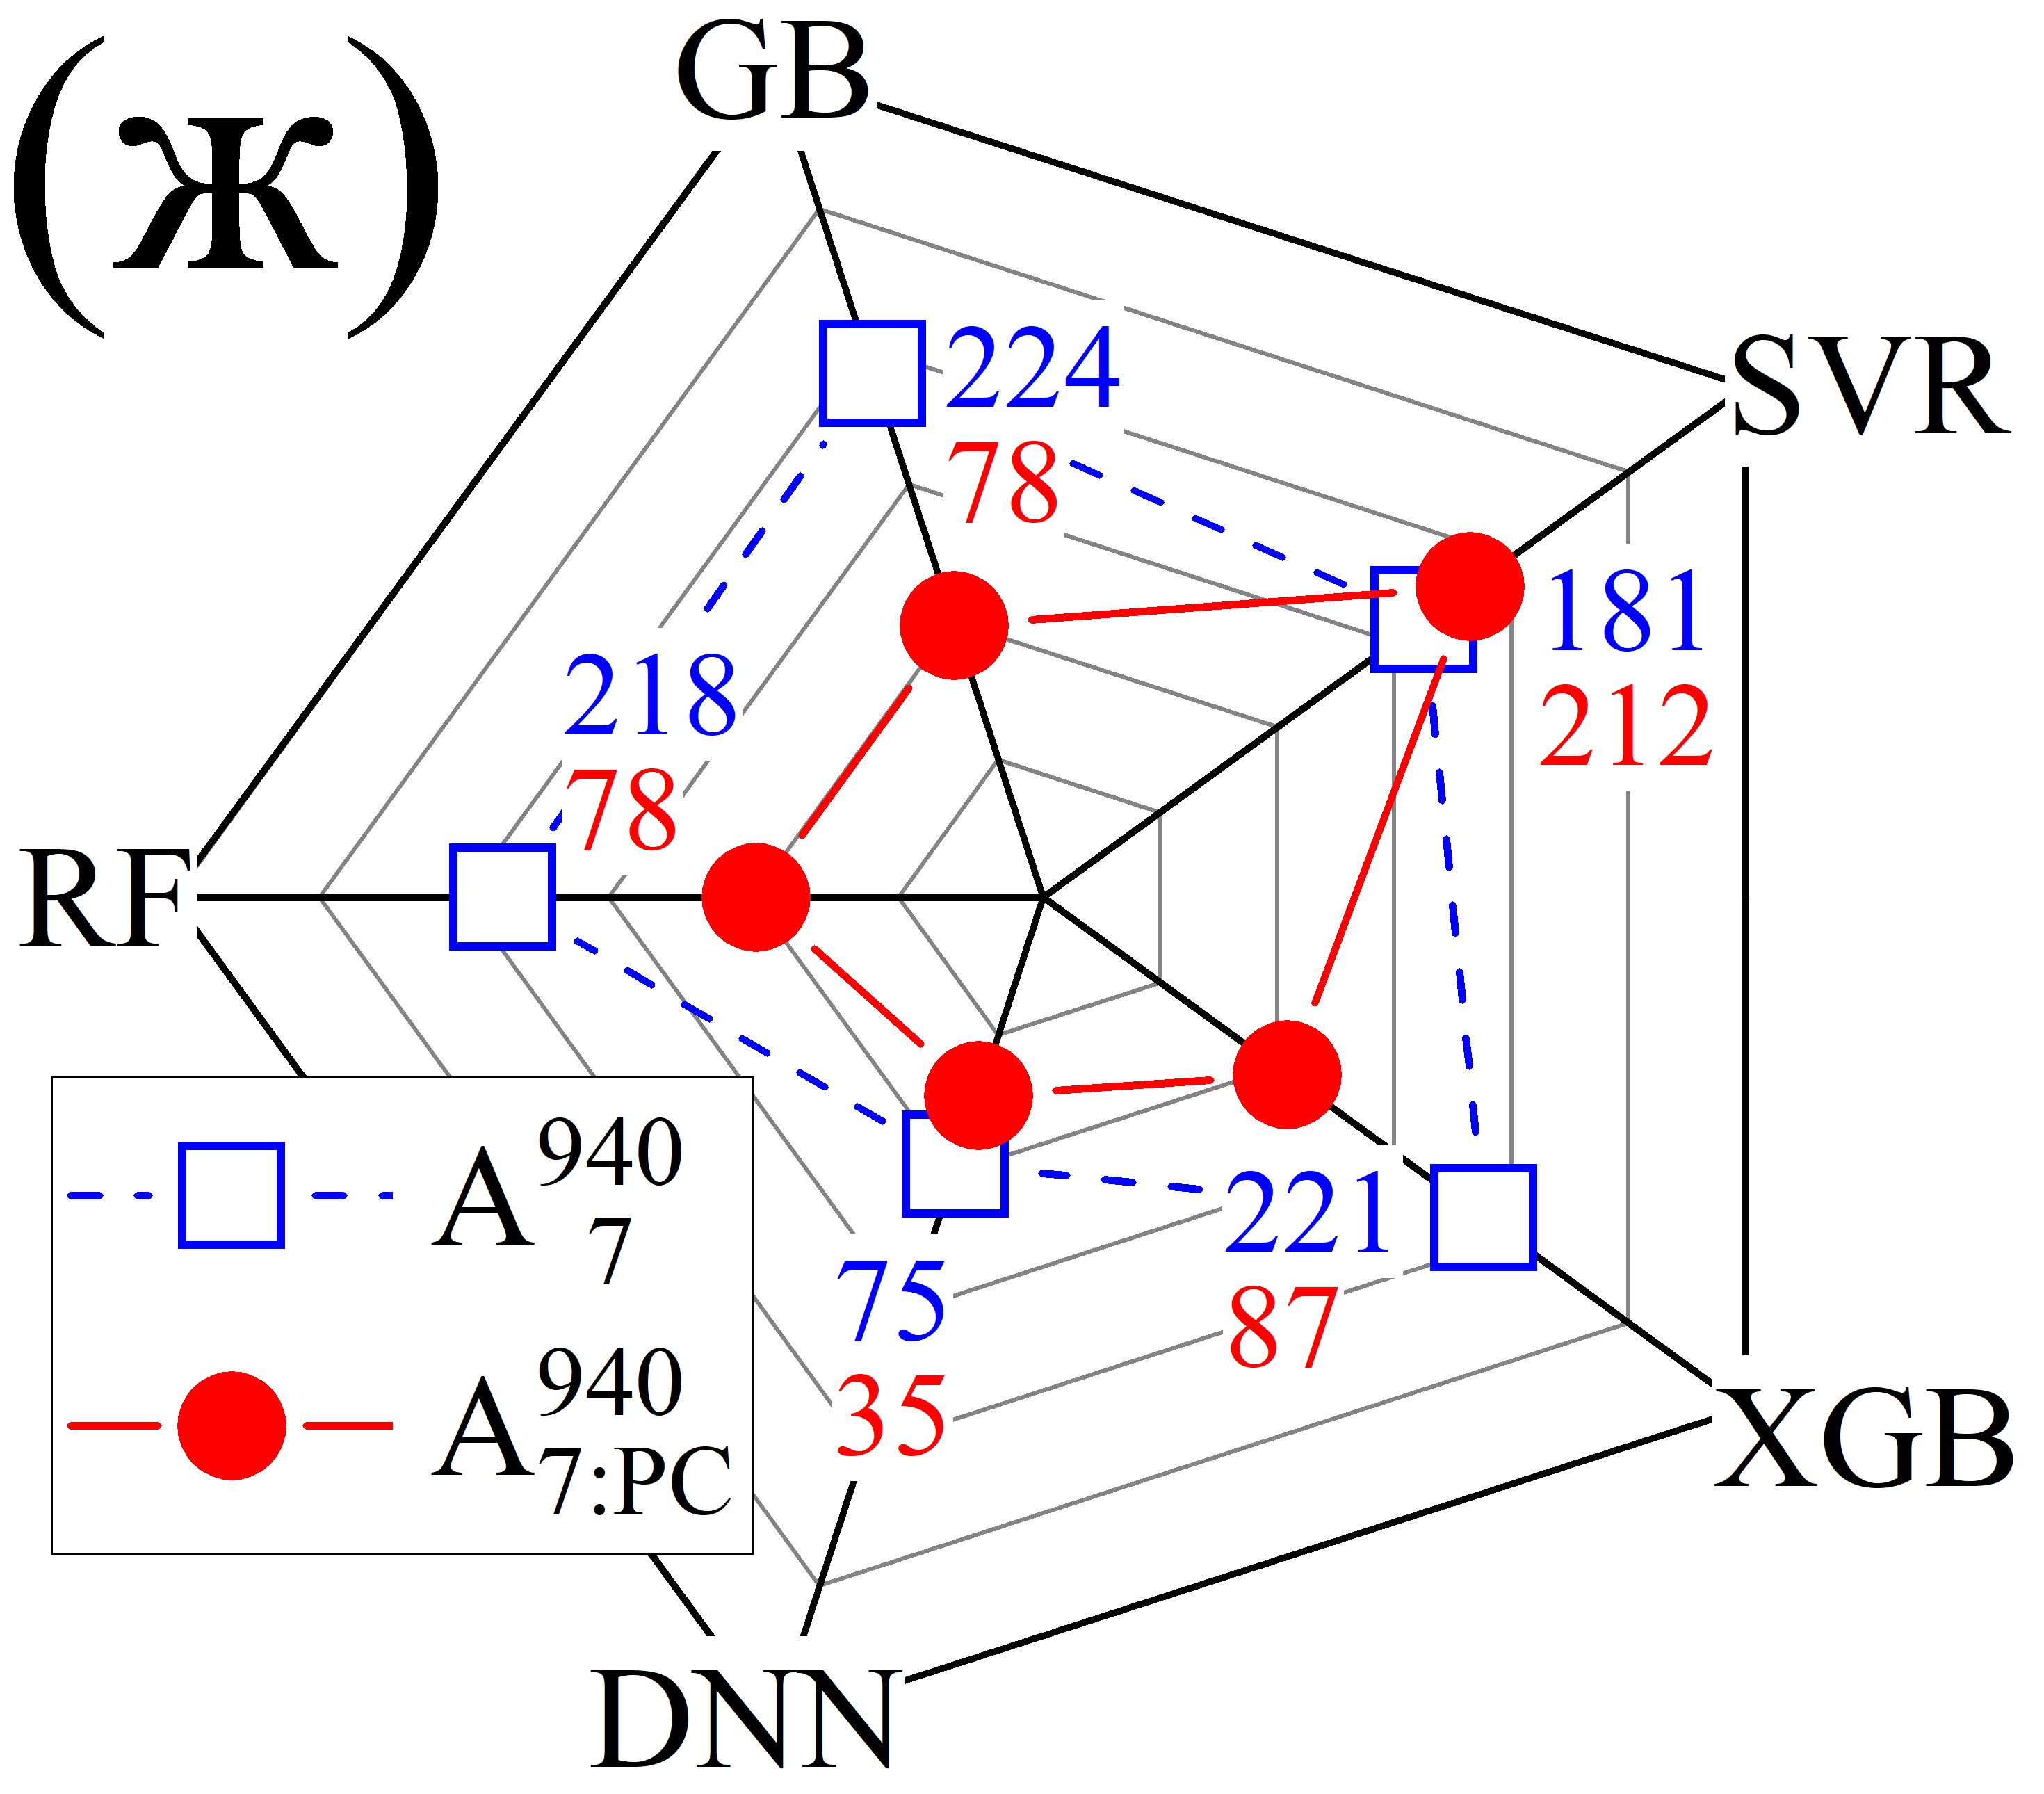 (ж)
GB
SVR
224
78
181
212
218
78
RF
221
87
75
35
A 940 7
A 940 7:PC
XGB
DNN